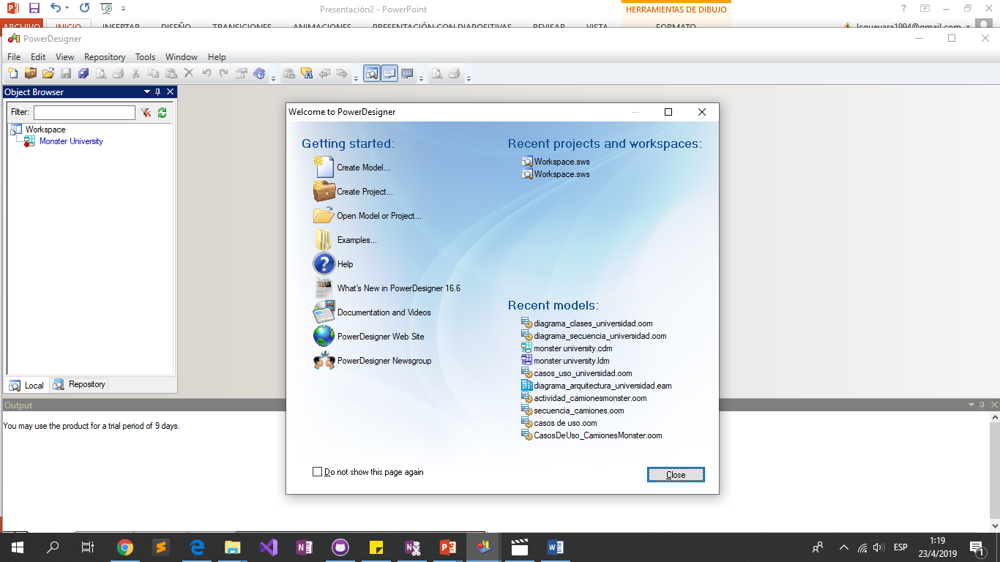 Presentación2 - PowerPoint
HERRAMIENTAS DE DIBUJO
ARCHIVO INICIO INSERTAR DISEÑO TRANSICIONES ANIMACIONES PRESENTACIÓN CON DIAPOSITIVAS REVISAR VISTA FORMATO
lcguevara1994@gmail.com
PowerDesigner
File Edit View Repository Tools Window Help
Object Browser
Filter:
Workspace
Monster University
Local Repository
Welcome to PowerDesigner
Getting started:
Create Model...
Create Project...
Open Model or Project...
Examples...
Help
What's New in PowerDesigner 16.6
Documentation and Videos
PowerDesigner Web Site
PowerDesigner Newsgroup
Recent projects and workspaces:
Workspace.sws
Workspace.sws
Recent models:
diagrama_clases_universidad.oom
diagrama_secuencia_universidad.oom
monster university.cdm
monster university.ldm
casos_uso_universidad.oom
diagrama_arquitectura_universidad.eam
actividad_camionesmonster.oom
secuencia_camiones.oom
casos de uso.oom
CasosDeUso_CamionesMonster.oom
Do not show this page again
Close
Output
You may use the product for a trial period of 9 days.
ESP
1:19
23/4/2019
1